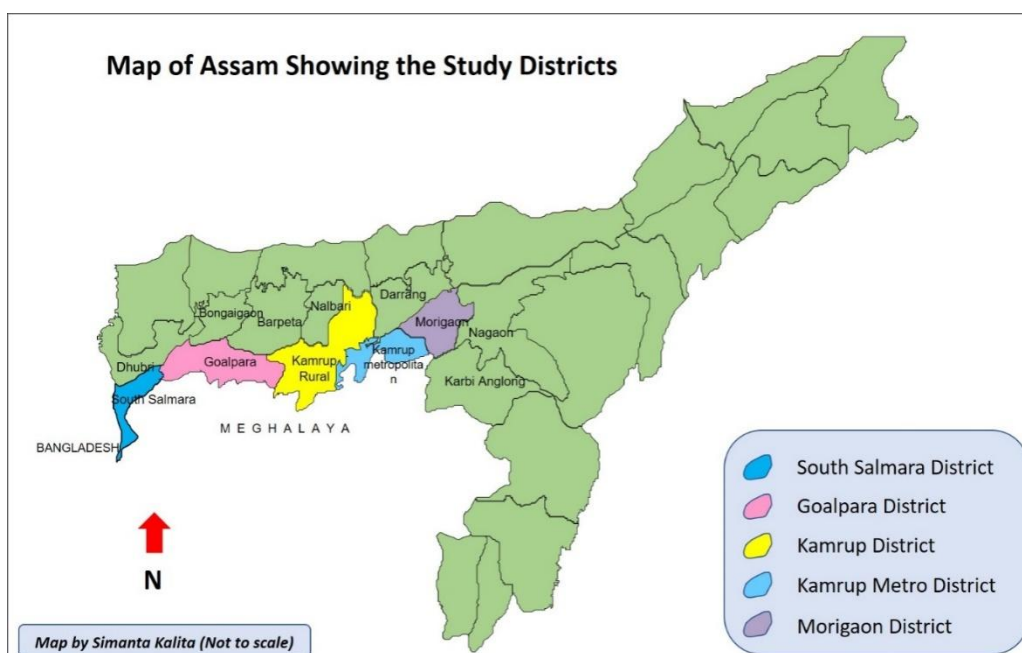 Map of Assam Showing the Study Districts
Bongaigaon
Barpeta
Nalbari
Darrang
Morigaon
Nagaon
Dhubri
Goalpara
Kamrup
Rural
Kamrup
metropolita
n
Karbi Anglong
South Salmara
MEGHALAYA
BANGLADESH
N
South Salmara District
Goalpara District
Kamrup District
Kamrup Metro District
Morigaon District
Map by Simanta Kalita (Not to scale)